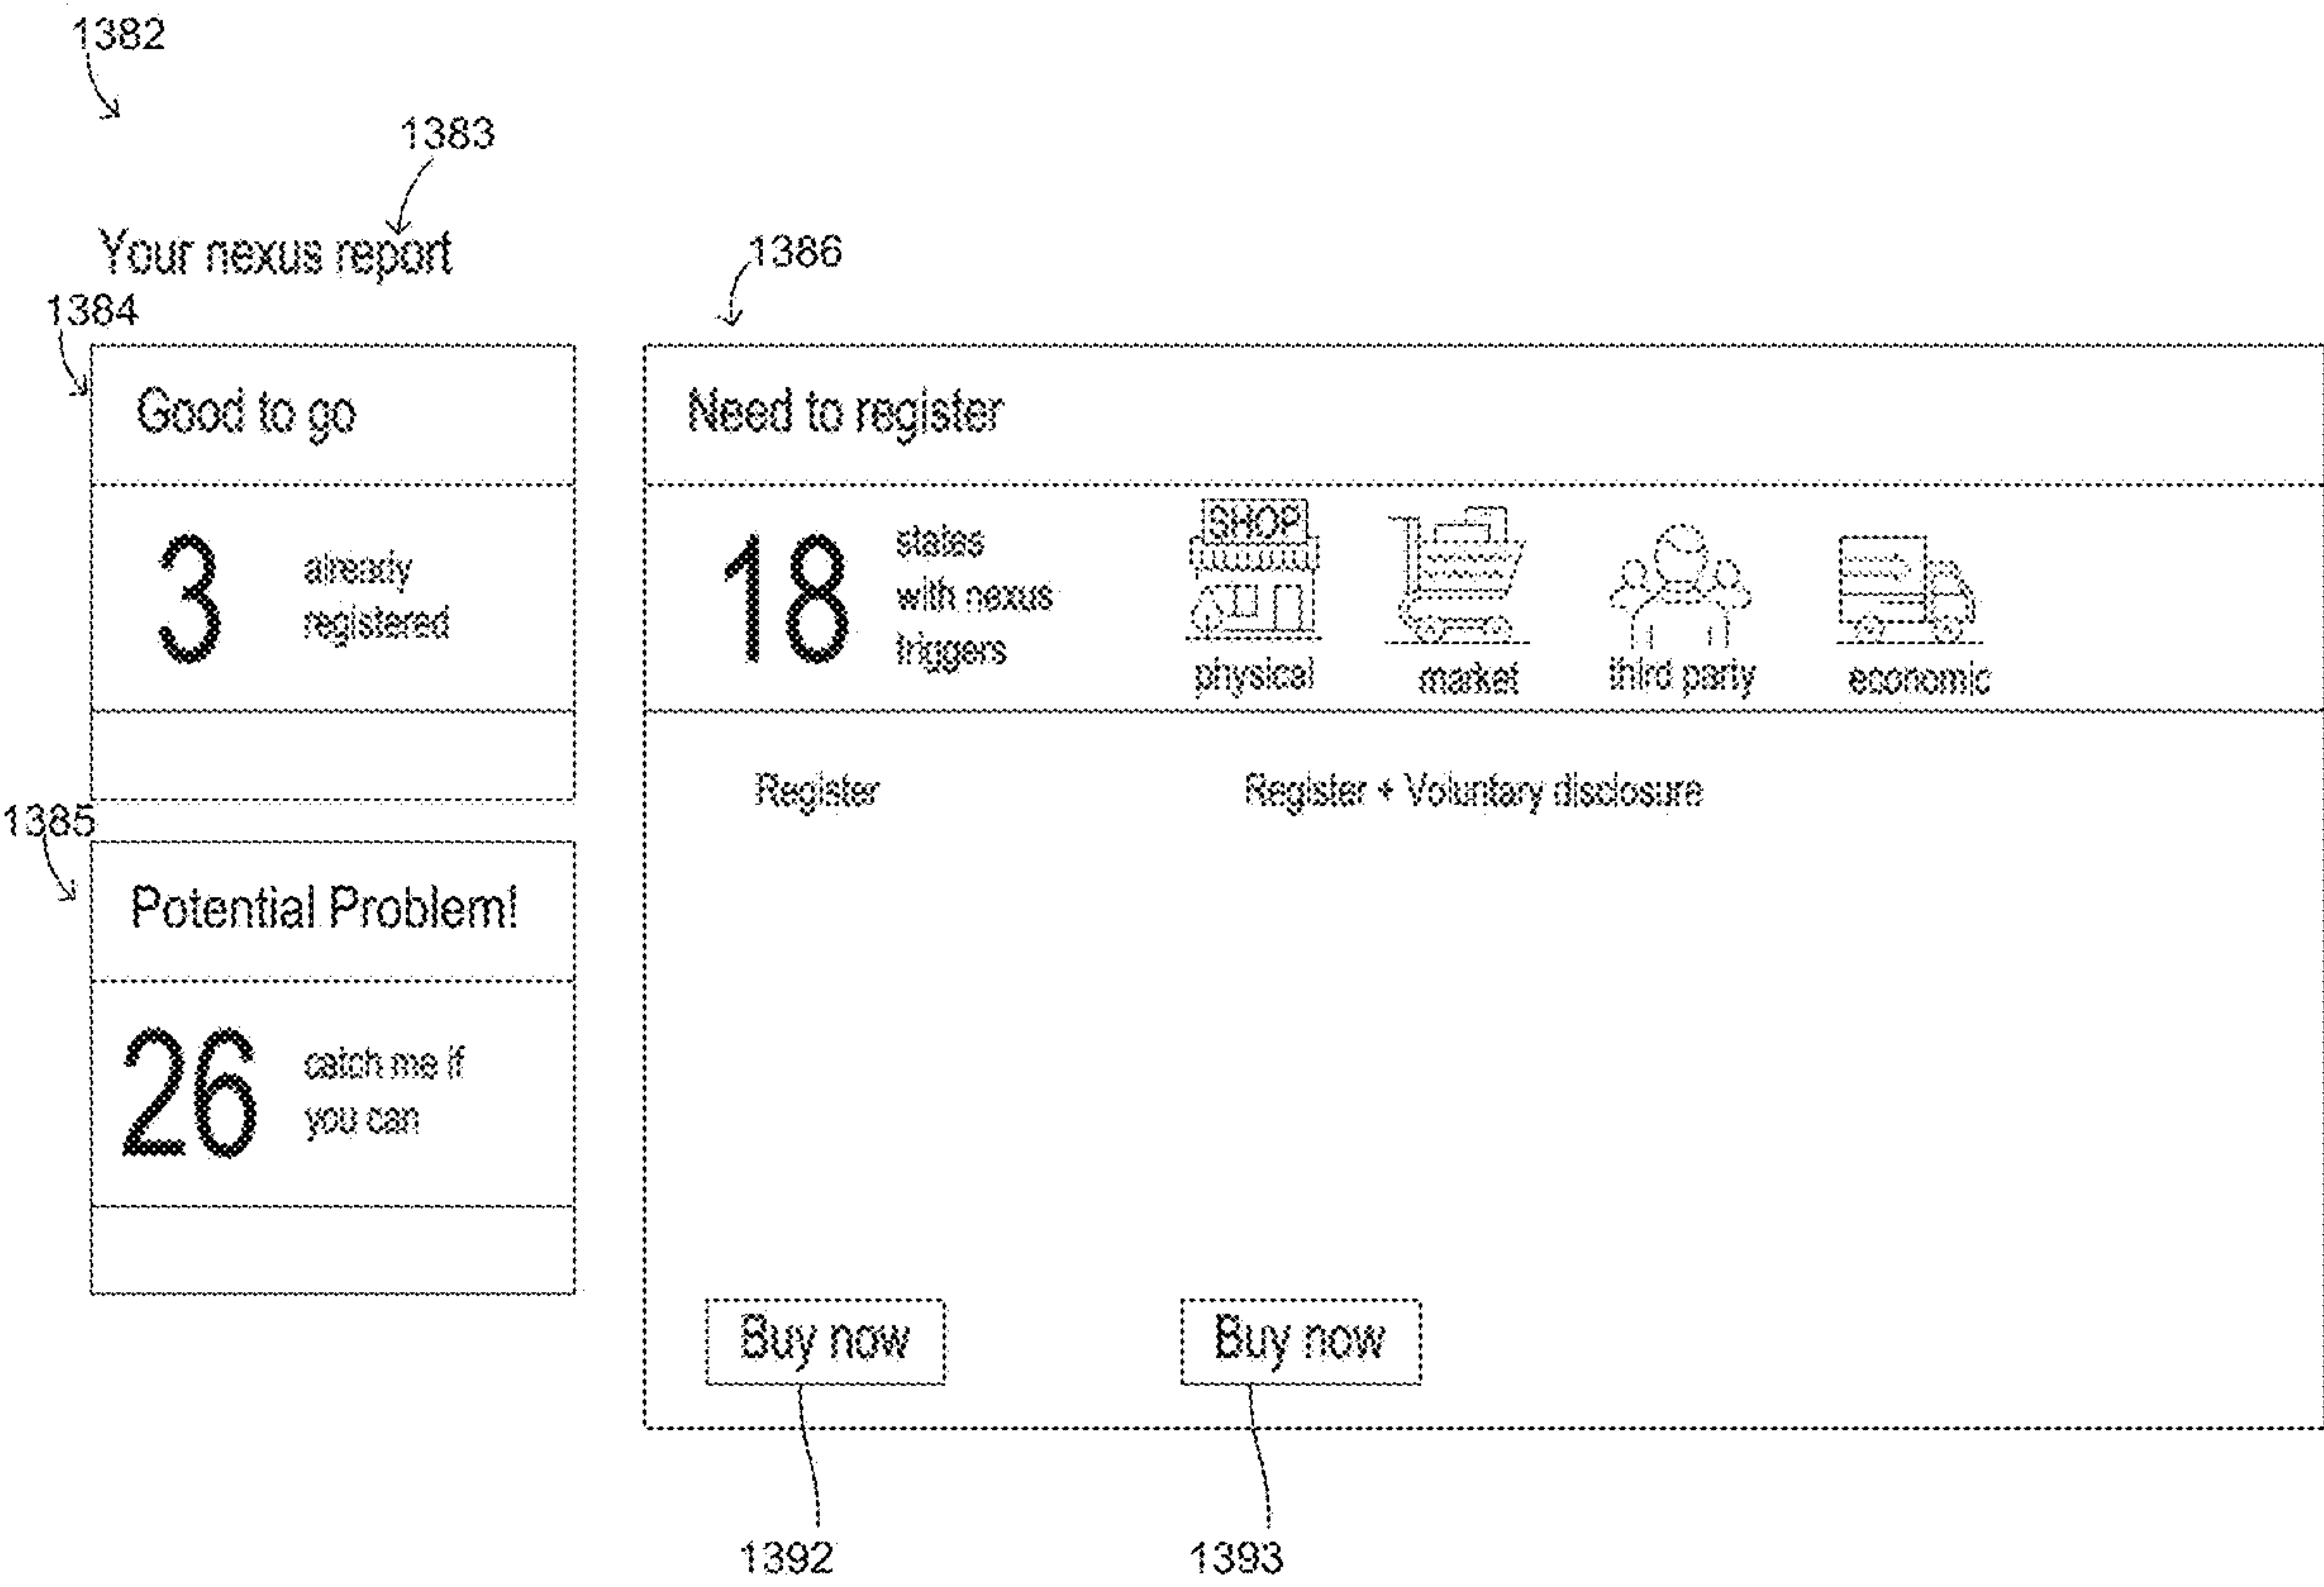 1382
1383
Your nexus report
1384
1386
Good to go
3
already
registered
1385
Potential Problem!
26
catch me if
you can
Need to register
18
states
with nexus
triggers
SHOP
physical
market
third party
economic
Register
Register + Voluntary disclosure
Buy now
Buy now
1392
1393